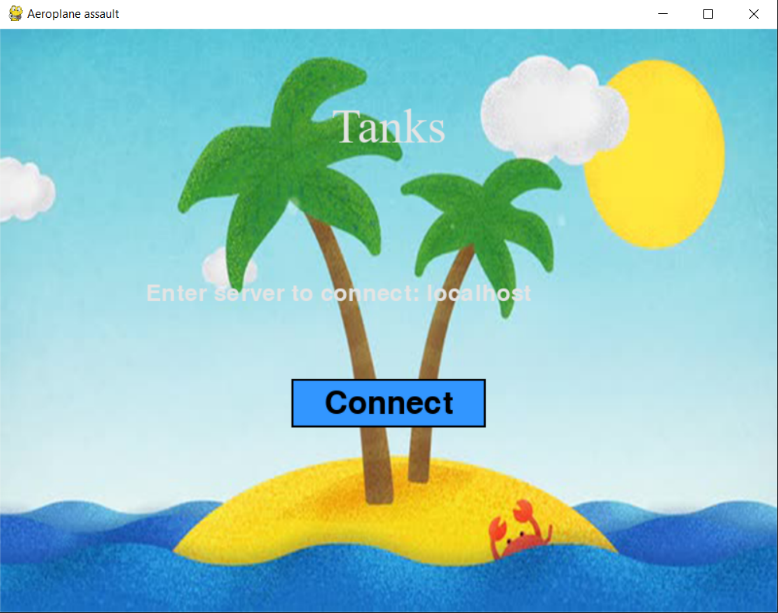 Aeroplane assault
Tanks
Enter server to connect: localhost
Connect